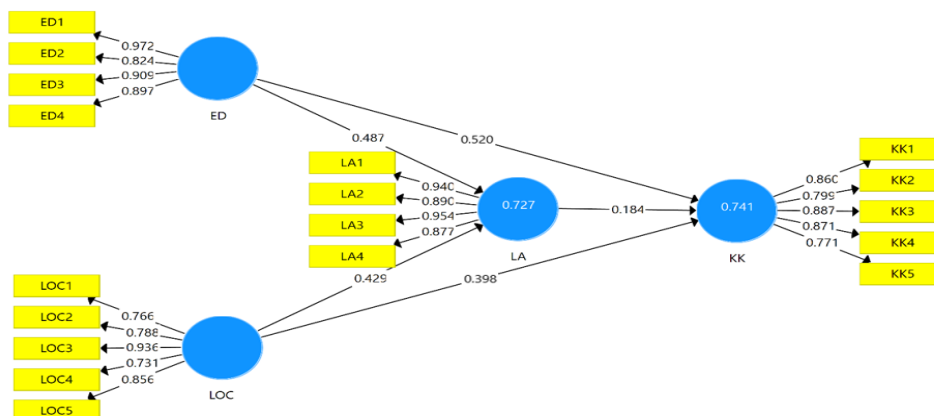 ED1
ED2
ED3
ED4
0.972
0.824
0.909
0.897
ED
0.487
0.520
LA1
LA2
LA3
LA4
0.940
0.890
0.954
0.877
0.727
LA
0.184
0.741
KK
0.860
0.799
0.887
0.871
0.771
KK1
KK2
KK3
KK4
KK5
0.429
0.398
LOC1
LOC2
LOC3
LOC4
LOC5
0.766
0.788
0.936
0.731
0.856
LOC